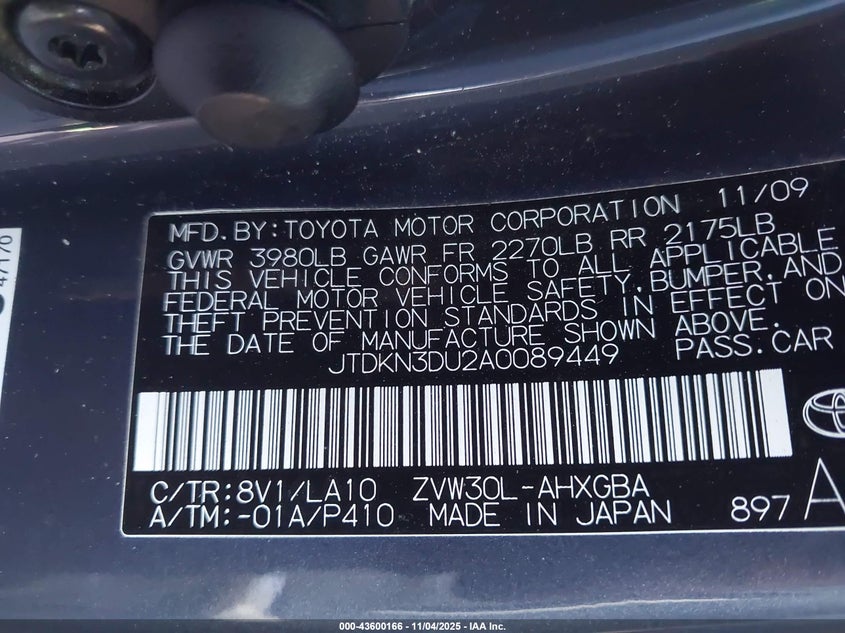 47170
MFD.BY:TOYOTA MOTOR CORPORATION 11/09
GVWR 3980LB GAWR FR 2270LB RR 2175LB
THIS VEHICLE CONFORMS TO ALL APPLICABLE
FEDERAL MOTOR VEHICLE SAFETY,BUMPER,AND
THEFT PREVENTION STANDARDS IN EFFECT ON
THE DATE OF MANUFACTURE SHOWN ABOVE.
JTDKN3DU2A0089449 PASS.CAR
C/TR:8V1/LA10 ZVW30L-AHXGBA
A/TM:-01A/P410 MADE IN JAPAN 897 A
000-43600166 - 11/04/2025 - IAA Inc.